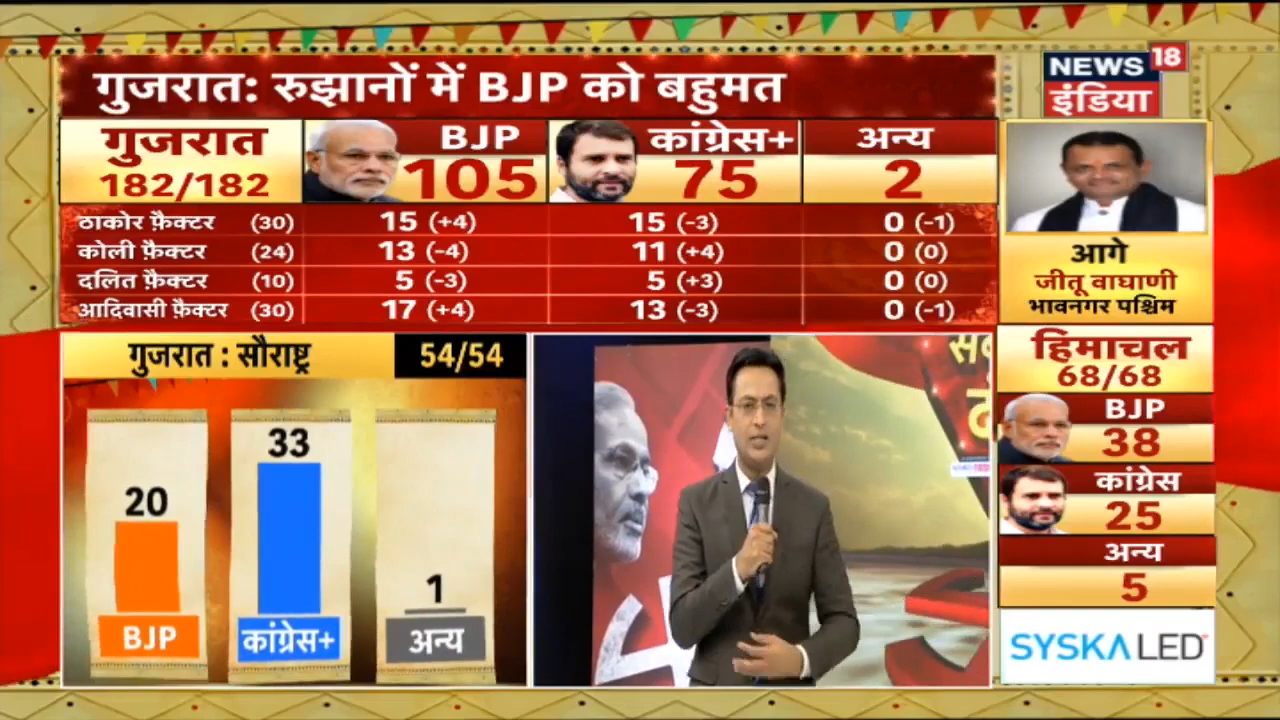 गुजरात: रुझानों में BJP को बहुमत
NEWS 18
इंडिया
गुजरात
182/182
BJP
105
कांग्रेस+
75
अन्य
2
ठाकोर फ़ैक्टर (30) 15 (+4) 15 (-3) 0 (-1)
कोली फ़ैक्टर (24) 13 (-4) 11 (+4) 0 (0)
दलित फ़ैक्टर (10) 5 (-3) 5 (+3) 0 (0)
आदिवासी फ़ैक्टर (30) 17 (+4) 13 (-3) 0 (-1)
आगे
जीतू वाघाणी
भावनगर पश्चिम
गुजरात : सौराष्ट्र 54/54
20
BJP
33
कांग्रेस+
1
अन्य
हिमाचल
68/68
BJP
38
कांग्रेस
25
अन्य
5
SYSKA LED